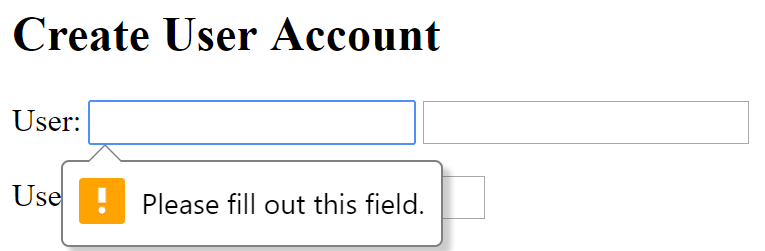 Create User Account
User:
Use
Please fill out this field.